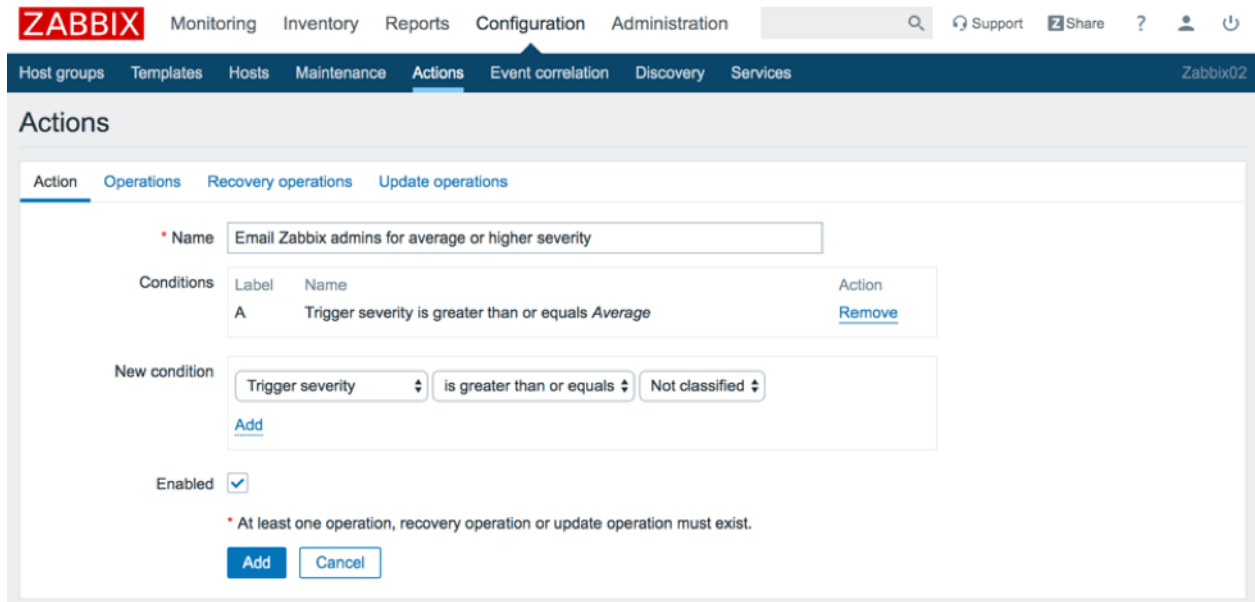 ZABBIX Monitoring Inventory Reports Configuration Administration Support Z Share ?
Host groups Templates Hosts Maintenance Actions Event correlation Discovery Services Zabbix02
Actions
Action Operations Recovery operations Update operations
* Name Email Zabbix admins for average or higher severity
Conditions Label Name Action
A Trigger severity is greater than or equals Average Remove
New condition Trigger severity is greater than or equals Not classified
Add
Enabled
* At least one operation, recovery operation or update operation must exist.
Add Cancel